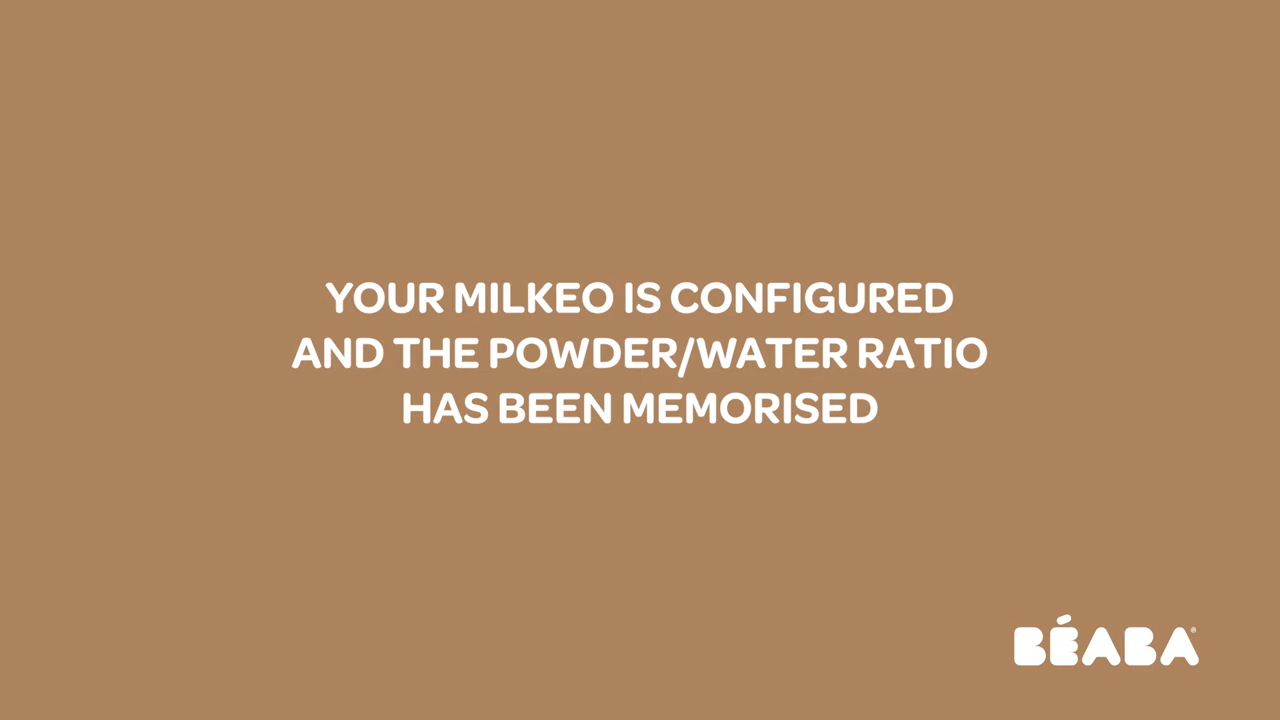 YOUR MILKEO IS CONFIGURED
AND THE POWDER/WATER RATIO
HAS BEEN MEMORISED
BÉABA®